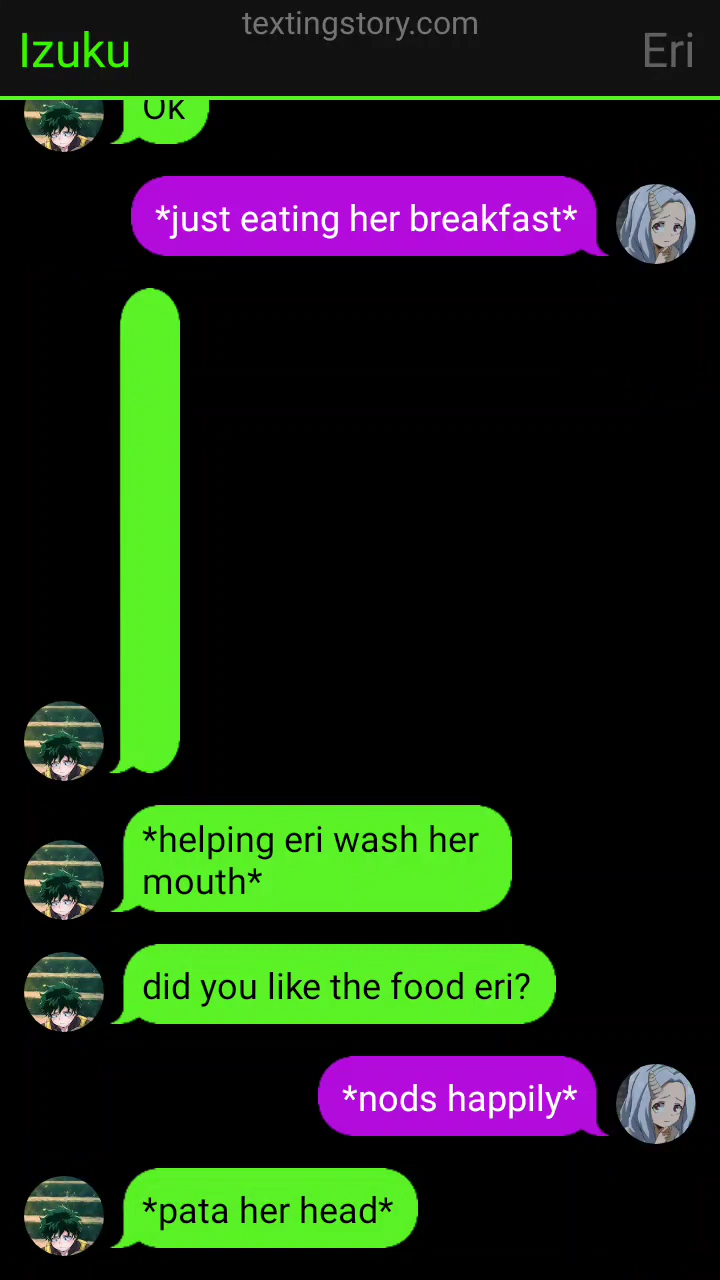 textingstory.com
Izuku
Eri
Ok
*just eating her breakfast*
*helping eri wash her
mouth*
did you like the food eri?
*nods happily*
*pata her head*